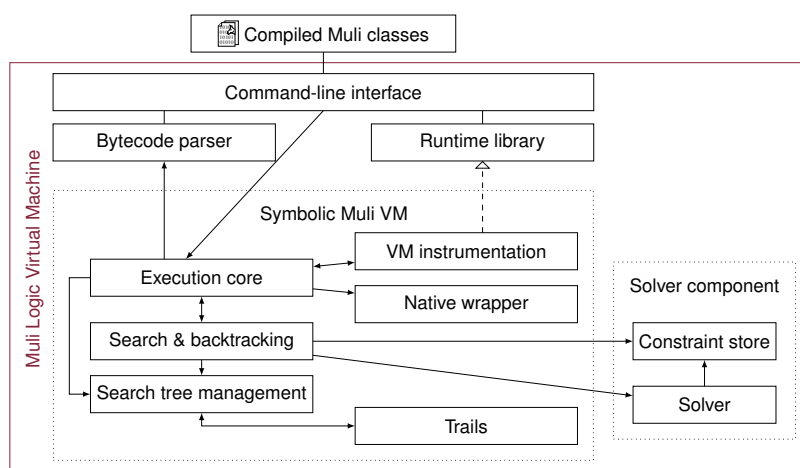 Compiled Muli classes
Command-line interface
Bytecode parser
Runtime library
Muli Logic Virtual Machine
Symbolic Muli VM
VM instrumentation
Execution core
Native wrapper
Solver component
Search & backtracking
Constraint store
Search tree management
Solver
Trails